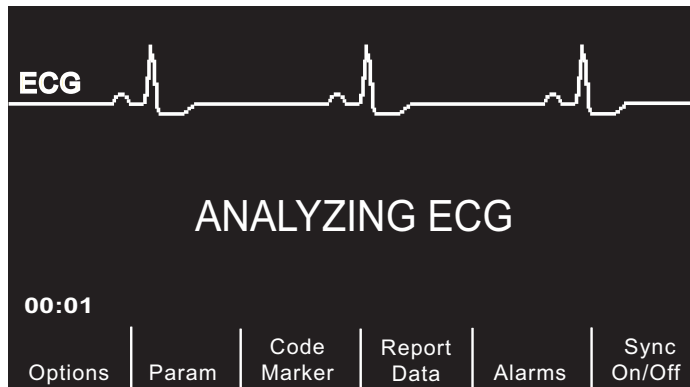 ECG
ANALYZING ECG
00:01
Options
Param
Code
Marker
Report
Data
Alarms
Sync
On/Off